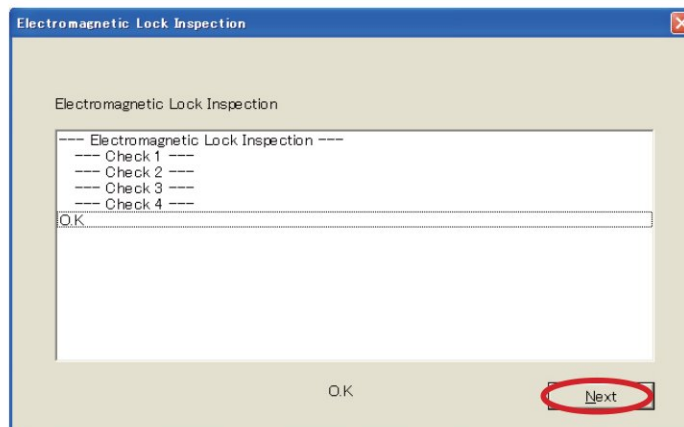 Electromagnetic Lock Inspection
Electromagnetic Lock Inspection
--- Electromagnetic Lock Inspection ---
--- Check 1 ---
--- Check 2 ---
--- Check 3 ---
--- Check 4 ---
O.K
O.K
Next